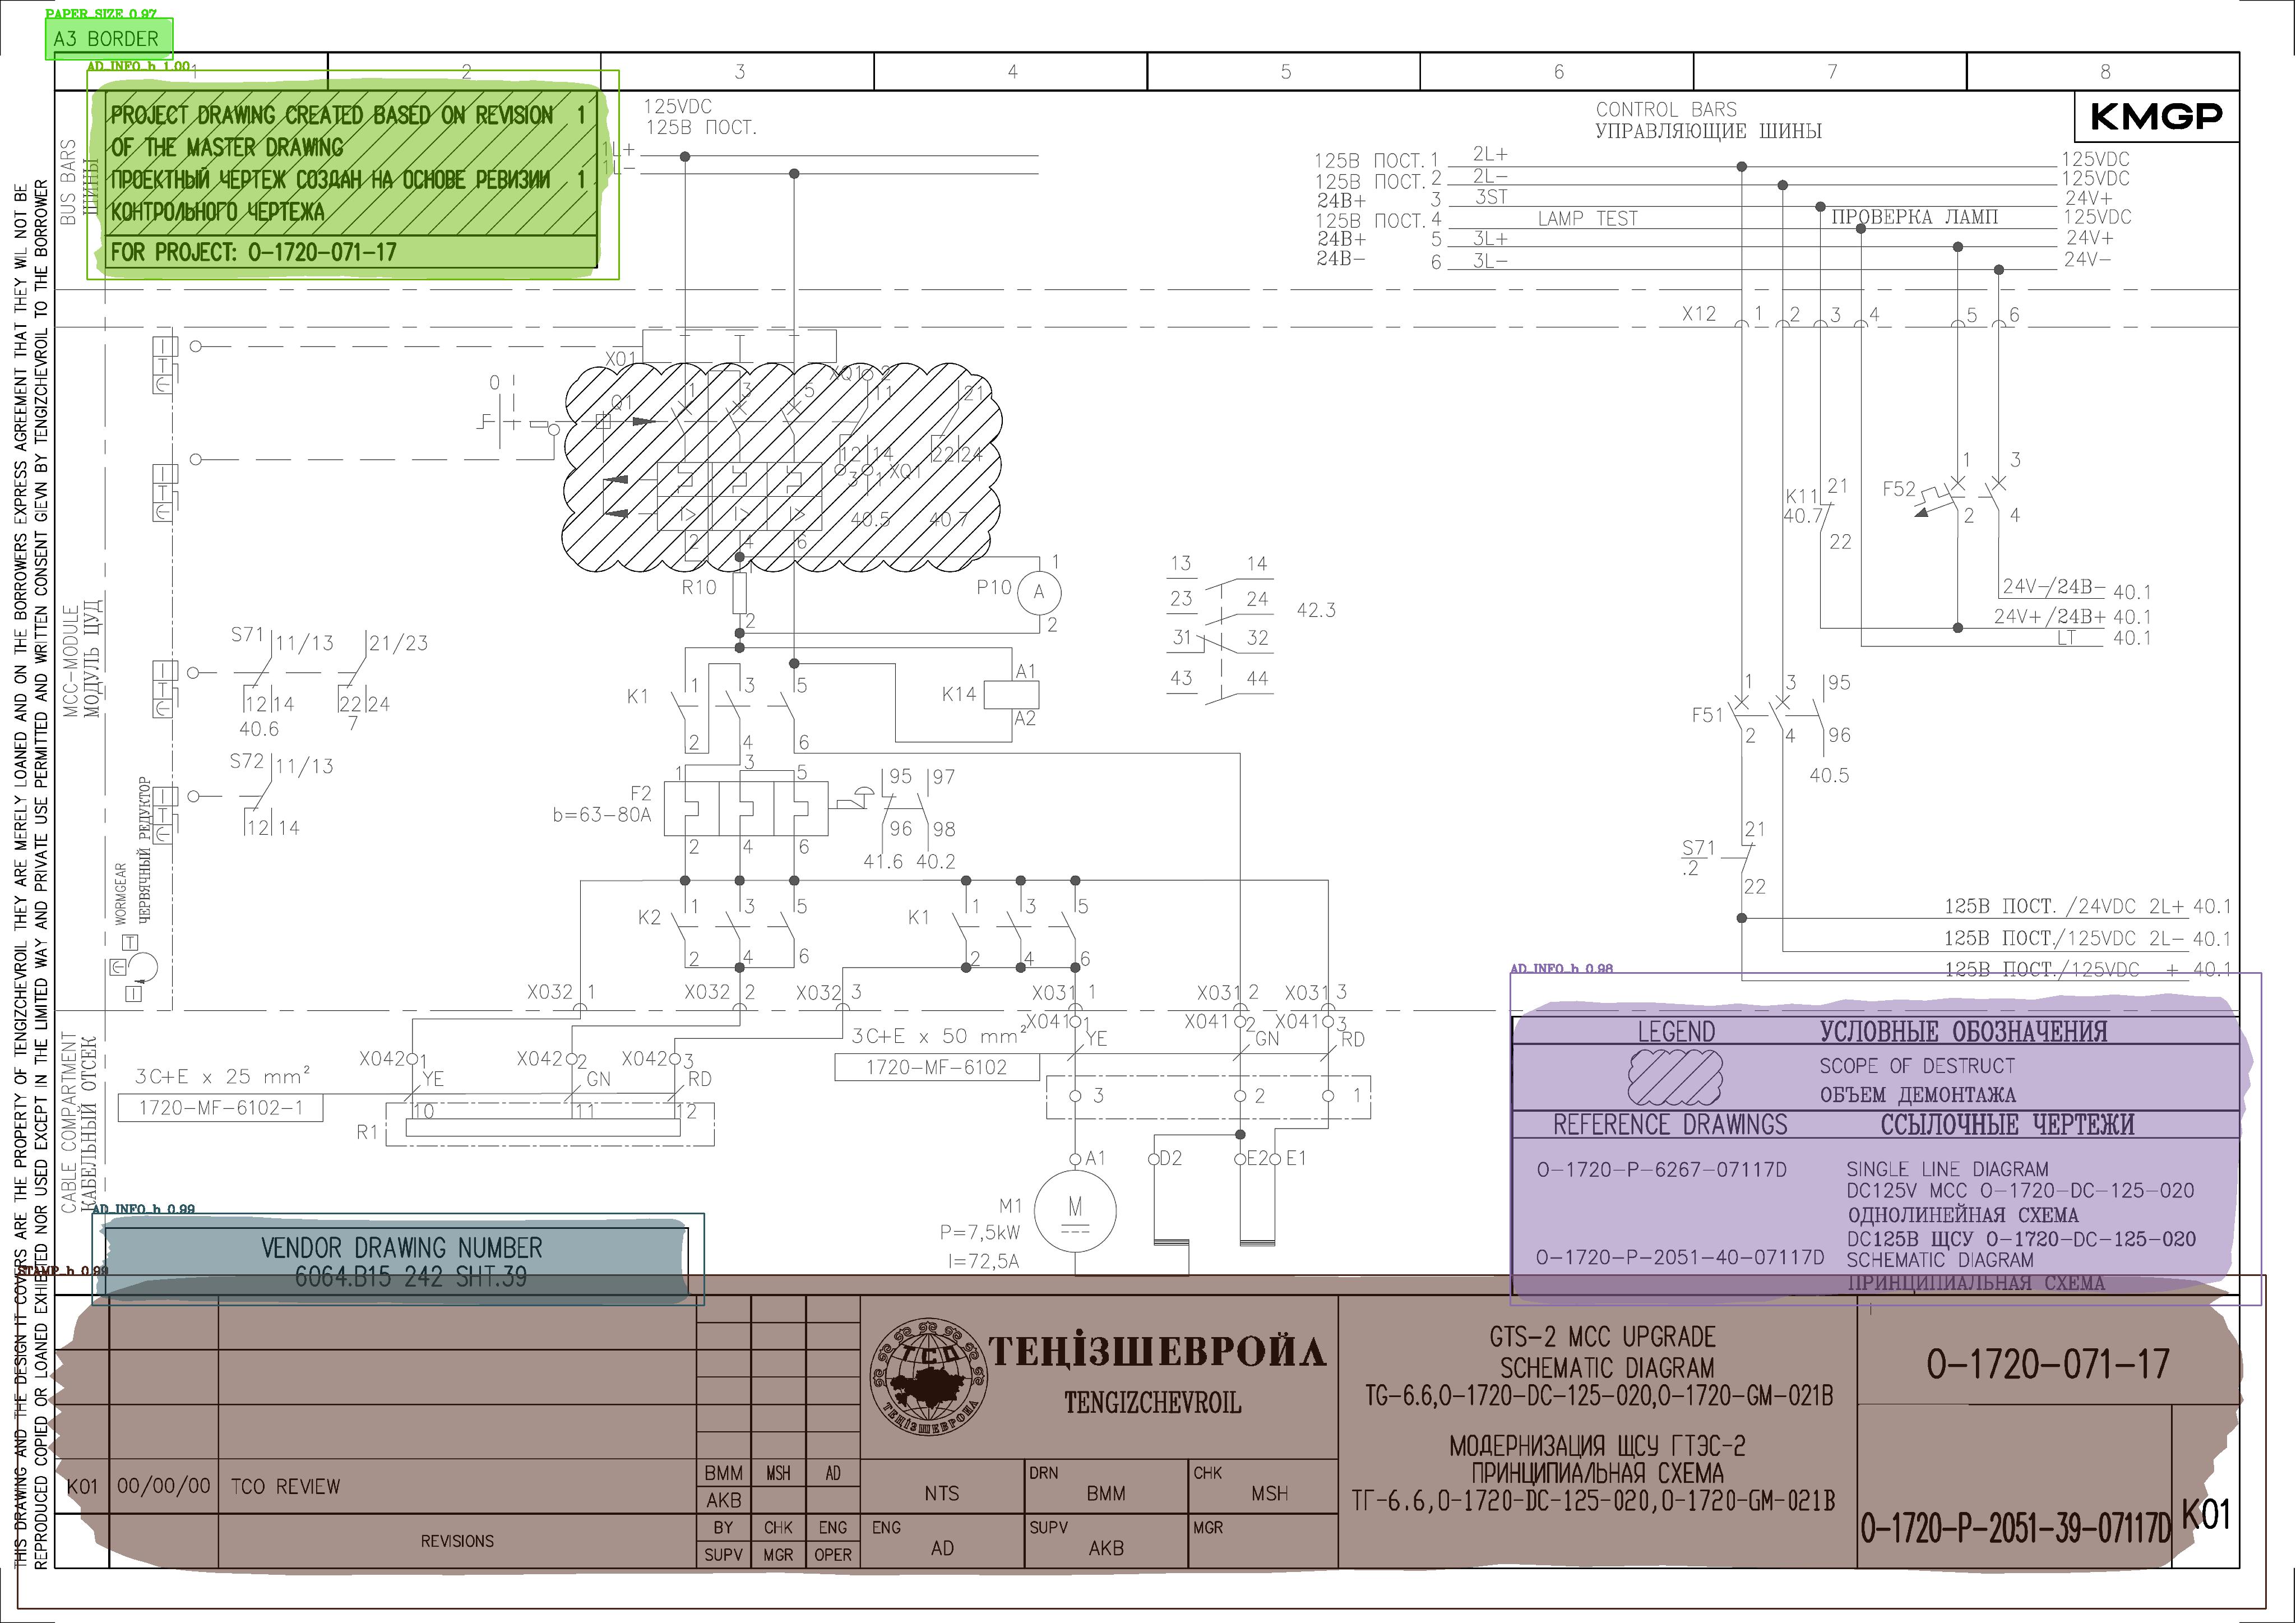 PAPER_SIZE 0.97
A3 BORDER
AD_INFO_h 1.00
1 2 3 4 5 6 7 8
PROJECT DRAWING CREATED BASED ON REVISION 1
OF THE MASTER DRAWING
ПРОЕКТНЫЙ ЧЕРТЕЖ СОЗДАН НА ОСНОВЕ РЕВИЗИИ 1
КОНТРОЛЬНОГО ЧЕРТЕЖА
FOR PROJECT: O-1720-071-17
THIS DRAWING AND THE DESIGN IT COVERS ARE THE PROPERTY OF TENGIZCHEVROIL THEY ARE MERELY LOANED AND ON THE BORROWERS EXPRESS AGREEMENT THAT THEY WIL NOT BE
REPRODUCED COPIED OR LOANED EXHIBITED NOR USED EXCEPT IN THE LIMITED WAY AND PRIVATE USE PERMITTED AND WRITTEN CONSENT GIEVN BY TENGIZCHEVROIL TO THE BORROWER
BUS BARS
ШИНЫ
125VDC
125В ПОСТ.
1L+
1L-
CONTROL BARS
УПРАВЛЯЮЩИЕ ШИНЫ
KMGP
125В ПОСТ. 1 2L+ 125VDC
125В ПОСТ. 2 2L- 125VDC
24В+ 3 3ST 24V+
125В ПОСТ. 4 LAMP TEST ПРОВЕРКА ЛАМП 125VDC
24В+ 5 3L+ 24V+
24В- 6 3L- 24V-
X12 1 2 3 4 5 6
X01
XQ1 2
0 Q1 1 3 5 11 21
12 14 22 24
3 1 XQ1
I> I> I> 40.5 40.7
2 4 6
R10 1 2
P10 A 1 2
13 14
23 24 42.3
31 32
43 44
K11 21
40.7
22
F52 1 3
2 4
24V-/24В- 40.1
24V+/24В+ 40.1
LT 40.1
MCC-MODULE
МОДУЛЬ ЦУД
S71 11/13 21/23
12 14 22 24
40.6 7
S72 11/13
12 14
K1 1 3 5
2 4 6
K14 A1
A2
F51 1 3 95
2 4 96
40.5
F2 1 3 5
b=63-80A
2 4 6
95 97
96 98
41.6 40.2
S71 21
.2
22
WORMGEAR
ЧЕРВЯЧНЫЙ РЕДУКТОР
K2 1 3 5
2 4 6
K1 1 3 5
2 4 6
125В ПОСТ. /24VDC 2L+ 40.1
125В ПОСТ./125VDC 2L- 40.1
125В ПОСТ./125VDC + 40.1
X032 1 X032 2 X032 3 X031 1 X031 2 X031 3
X041 1 X041 2 X041 3
YE GN RD
3C+E x 50 mm²
1720-MF-6102
X042 1 X042 2 X042 3
YE GN RD
3C+E x 25 mm²
1720-MF-6102-1
10 11 12
R1
3 2 1
A1 D2 E2 E1
M1 M
P=7,5kW
I=72,5A
CABLE COMPARTMENT
КАБЕЛЬНЫЙ ОТСЕК
AD_INFO_h 0.98
LEGEND УСЛОВНЫЕ ОБОЗНАЧЕНИЯ
SCOPE OF DESTRUCT
ОБЪЕМ ДЕМОНТАЖА
REFERENCE DRAWINGS ССЫЛОЧНЫЕ ЧЕРТЕЖИ
O-1720-P-6267-07117D SINGLE LINE DIAGRAM
DC125V MCC O-1720-DC-125-020
ОДНОЛИНЕЙНАЯ СХЕМА
DC125В ЩСУ O-1720-DC-125-020
O-1720-P-2051-40-07117D SCHEMATIC DIAGRAM
ПРИНЦИПИАЛЬНАЯ СХЕМА
AD_INFO_h 0.99
VENDOR DRAWING NUMBER
6064.B15 242 SHT.39
STAMP_h 0.99
ТСО
ТЕҢІЗШЕВРОЙЛ
ТЕҢІЗШЕВРОЙЛ
TENGIZCHEVROIL
GTS-2 MCC UPGRADE
SCHEMATIC DIAGRAM
TG-6.6,O-1720-DC-125-020,O-1720-GM-021B
МОДЕРНИЗАЦИЯ ЩСУ ГТЭС-2
ПРИНЦИПИАЛЬНАЯ СХЕМА
ТГ-6.6,O-1720-DC-125-020,O-1720-GM-021B
O-1720-071-17
O-1720-P-2051-39-07117D K01
K01 00/00/00 TCO REVIEW BMM MSH AD
AKB
REVISIONS
BY CHK ENG
SUPV MGR OPER
NTS
DRN BMM
CHK MSH
ENG AD
SUPV AKB
MGR